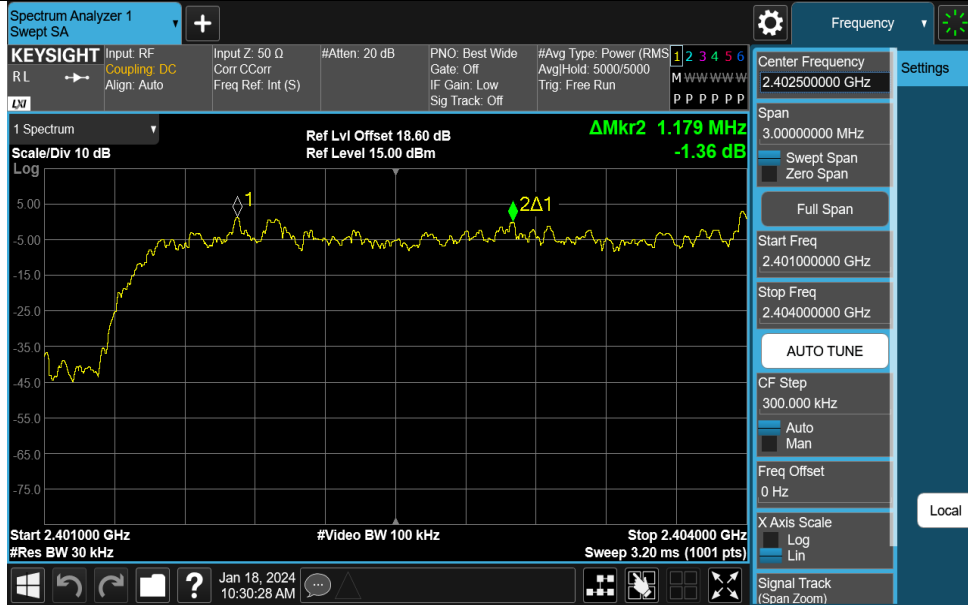 Spectrum Analyzer 1
Swept SA
Frequency
KEYSIGHT
R L
LXI
Input: RF
Coupling: DC
Align: Auto
Input Z: 50 Ω
Corr CCorr
Freq Ref: Int (S)
#Atten: 20 dB
PNO: Best Wide
Gate: Off
IF Gain: Low
Sig Track: Off
#Avg Type: Power (RMS
Avg|Hold: 5000/5000
Trig: Free Run
1 2 3 4 5 6
M W W W W W
P P P P P P
1 Spectrum
Scale/Div 10 dB
Log
Ref Lvl Offset 18.60 dB
Ref Level 15.00 dBm
ΔMkr2 1.179 MHz
-1.36 dB
1
2Δ1
5.00
-5.00
-15.0
-25.0
-35.0
-45.0
-55.0
-65.0
-75.0
Start 2.401000 GHz
#Res BW 30 kHz
#Video BW 100 kHz
Stop 2.404000 GHz
Sweep 3.20 ms (1001 pts)
Jan 18, 2024
10:30:28 AM
Center Frequency
2.402500000 GHz
Span
3.00000000 MHz
Swept Span
Zero Span
Full Span
Start Freq
2.401000000 GHz
Stop Freq
2.404000000 GHz
AUTO TUNE
CF Step
300.000 kHz
Auto
Man
Freq Offset
0 Hz
X Axis Scale
Log
Lin
Signal Track
(Span Zoom)
Settings
Local